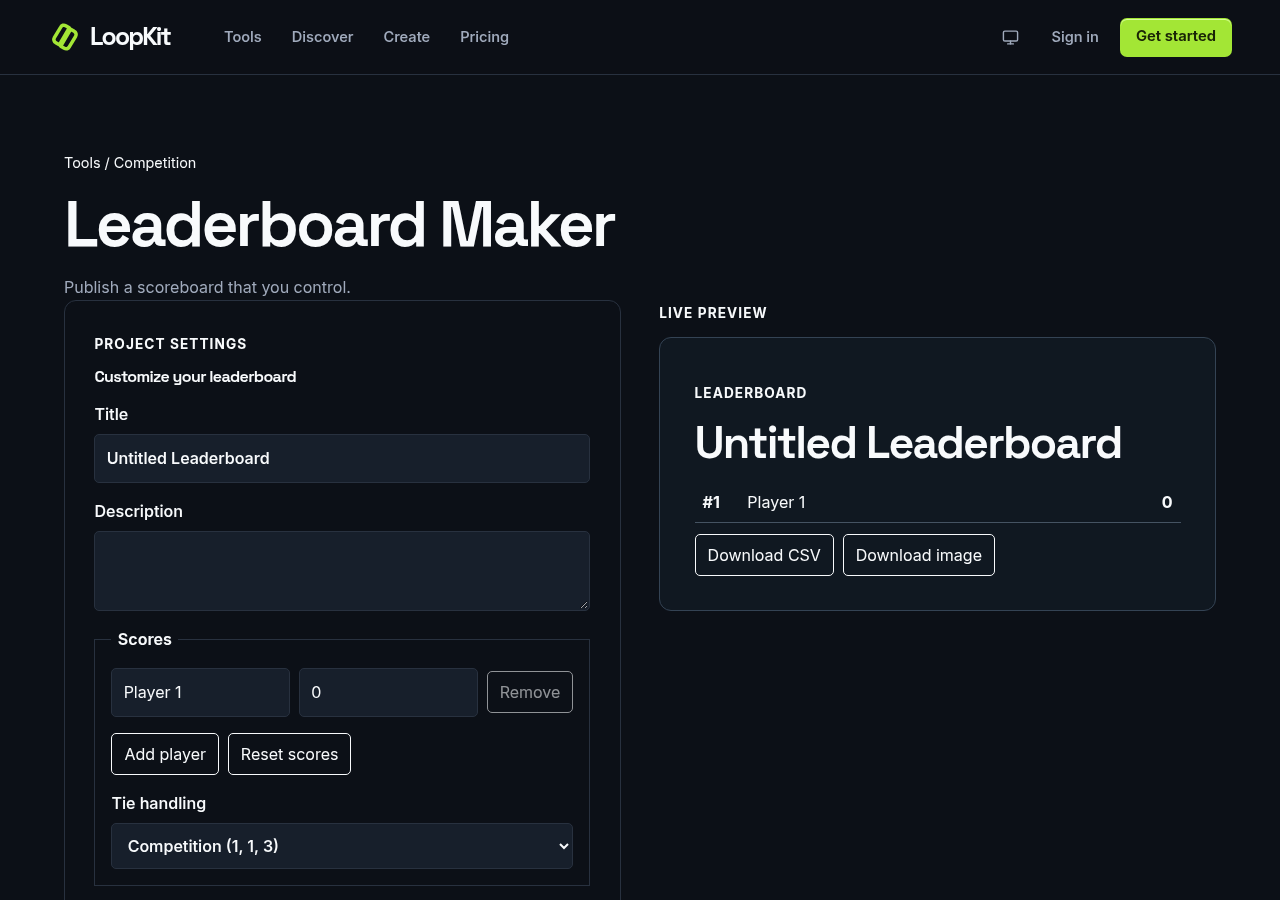 LoopKit
Tools
Discover
Create
Pricing
Sign in
Get started
Tools / Competition
Leaderboard Maker
Publish a scoreboard that you control.
PROJECT SETTINGS
Customize your leaderboard
Title
Untitled Leaderboard
Description
Scores
Player 1
0
Remove
Add player
Reset scores
Tie handling
Competition (1, 1, 3)
LIVE PREVIEW
LEADERBOARD
Untitled Leaderboard
#1 Player 1 0
Download CSV
Download image